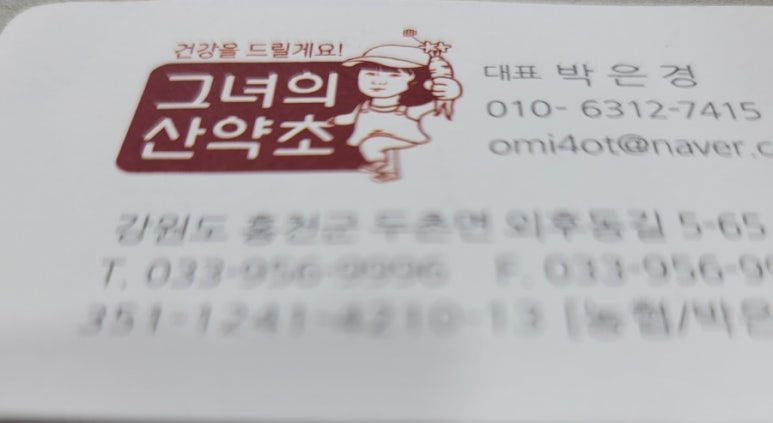 건강을 드릴게요!
그녀의
산약초
대표 박은경
010- 6312-7415
omi4ot@naver.c
강원도 홍천군 두촌면 외후동길 5-65
T. 033-956-9996 F. 033-956-99
351-1241-4210-13 [농협/박은